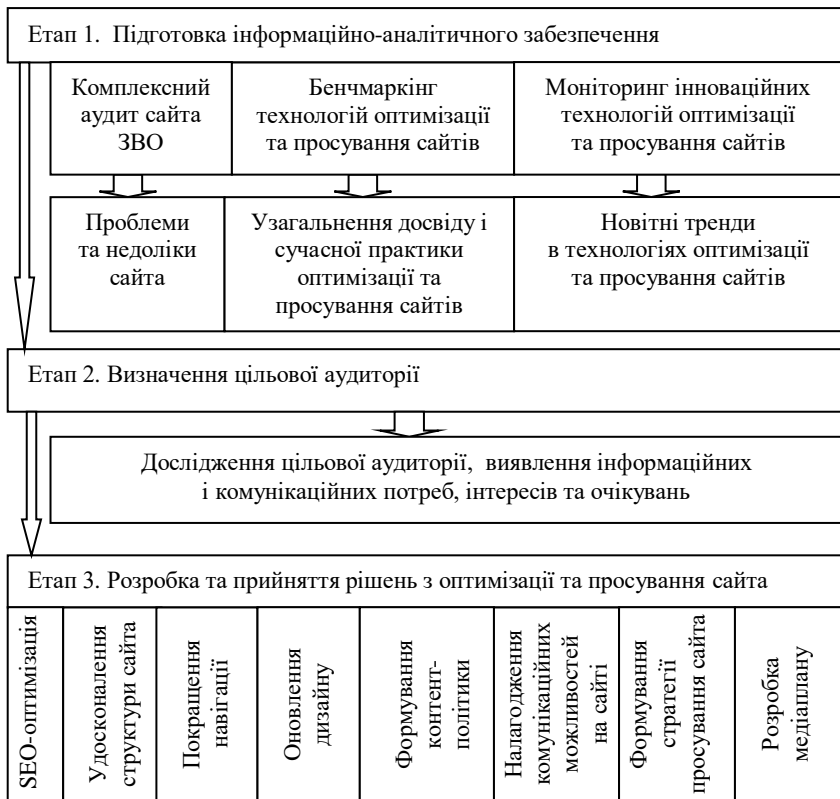 Етап 1.  Підготовка інформаційно-аналітичного забезпечення
Комплексний
аудит сайта
ЗВО
Бенчмаркінг
технологій оптимізації
та просування сайтів
Моніторинг інноваційних
технологій оптимізації
та просування сайтів
Проблеми
та недоліки
сайта
Узагальнення досвіду і
сучасної практики
оптимізації та
просування сайтів
Новітні тренди
в технологіях оптимізації
та просування сайтів
Етап 2. Визначення цільової аудиторії
Дослідження цільової аудиторії,  виявлення інформаційних
і комунікаційних потреб, інтересів та очікувань
Етап 3. Розробка та прийняття рішень з оптимізації та просування сайта
SEO-оптимізація
Удосконалення
структури сайта
Покращення
навігації
Оновлення
дизайну
Формування
контент-
політики
Налагодження
комунікаційних
можливостей
на сайті
Формування
стратегії
просування сайта
Розробка
медіаплану